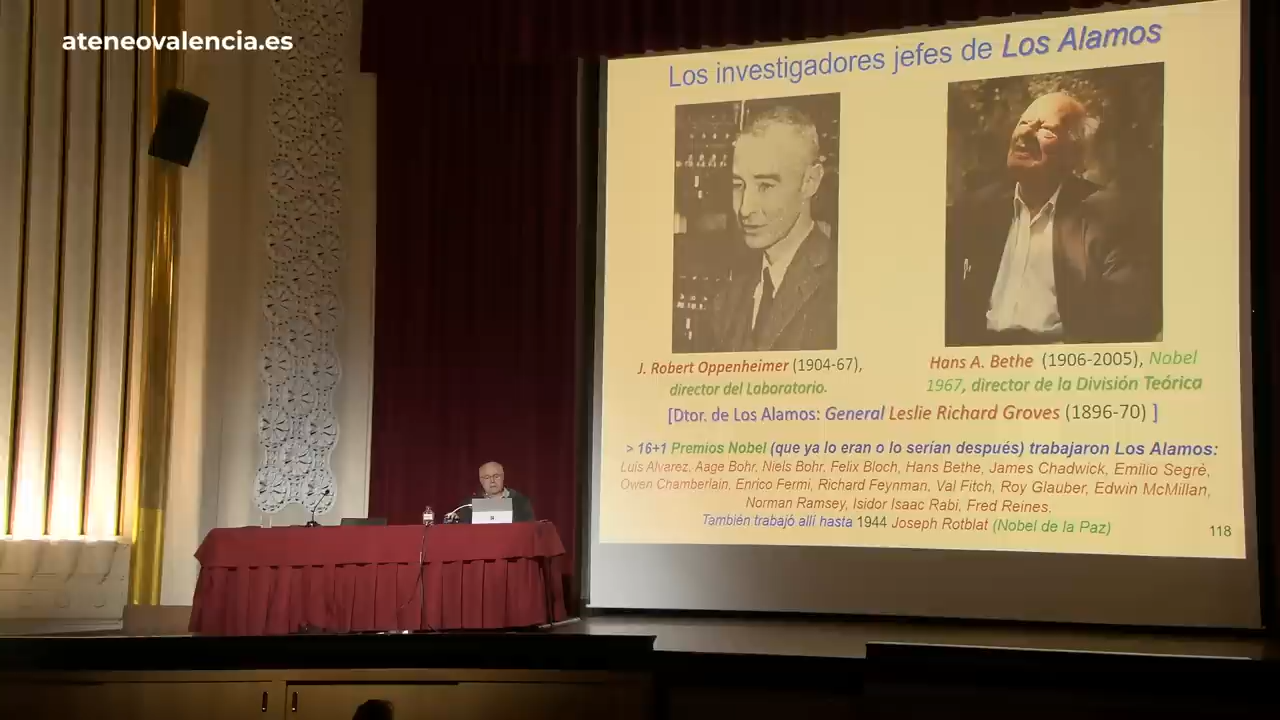 ateneovalencia.es
Los investigadores jefes de Los Alamos
J. Robert Oppenheimer (1904-67),
director del Laboratorio.
Hans A. Bethe (1906-2005), Nobel
1967, director de la División Teórica
[Dtor. de Los Alamos: General Leslie Richard Groves (1896-70) ]
> 16+1 Premios Nobel (que ya lo eran o lo serían después) trabajaron Los Alamos:
Luis Alvarez, Aage Bohr, Niels Bohr, Felix Bloch, Hans Bethe, James Chadwick, Emilio Segrè,
Owen Chamberlain, Enrico Fermi, Richard Feynman, Val Fitch, Roy Glauber, Edwin McMillan,
Norman Ramsey, Isidor Isaac Rabi, Fred Reines,
También trabajó allí hasta 1944 Joseph Rotblat (Nobel de la Paz)
118